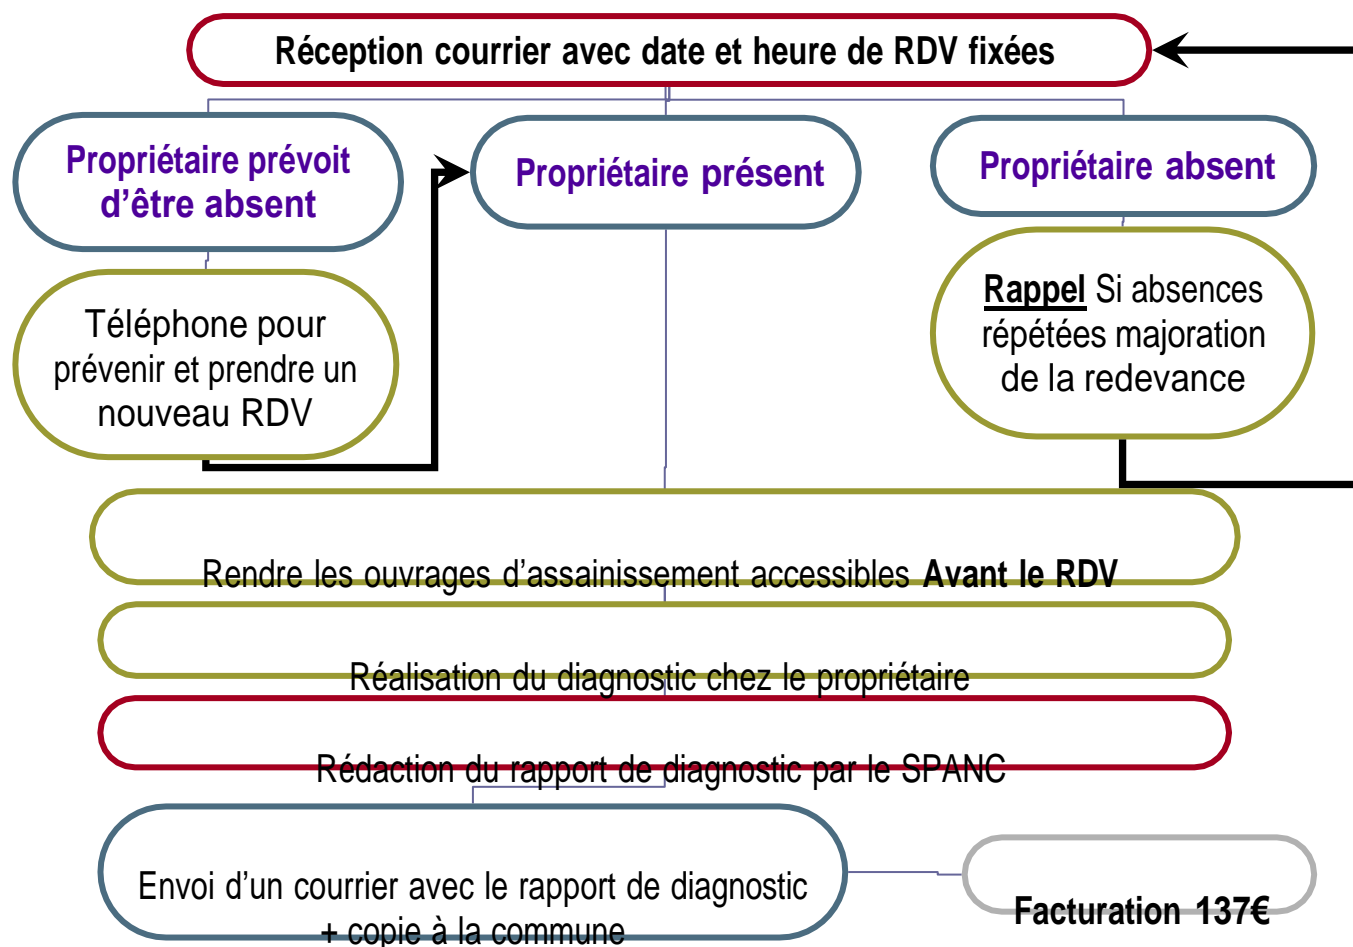 Réception courrier avec date et heure de RDV fixées
Propriétaire prévoit
d’être absent
Propriétaire présent
Propriétaire absent
Téléphone pour
prévenir et prendre un
nouveau RDV
Rappel Si absences
répétées majoration
de la redevance
Rendre les ouvrages d’assainissement accessibles Avant le RDV
Réalisation du diagnostic chez le propriétaire
Rédaction du rapport de diagnostic par le SPANC
Envoi d’un courrier avec le rapport de diagnostic
+ copie à la commune
Facturation 137€